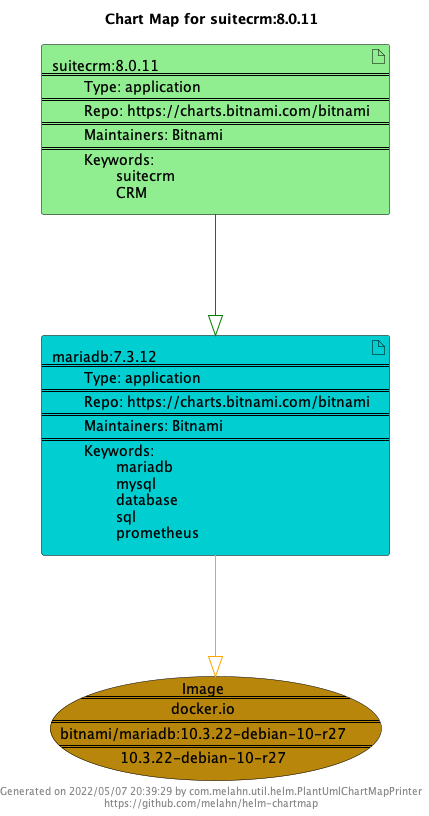 Chart Map for suitecrm:8.0.11
suitecrm:8.0.11
Type: application
Repo: https://charts.bitnami.com/bitnami
Maintainers: Bitnami
Keywords:
suitecrm
CRM
mariadb:7.3.12
Type: application
Repo: https://charts.bitnami.com/bitnami
Maintainers: Bitnami
Keywords:
mariadb
mysql
database
sql
prometheus
Image
docker.io
bitnami/mariadb:10.3.22-debian-10-r27
10.3.22-debian-10-r27
Generated on 2022/05/07 20:39:29 by com.melahn.util.helm.PlantUmlChartMapPrinter
https://github.com/melahn/helm-chartmap